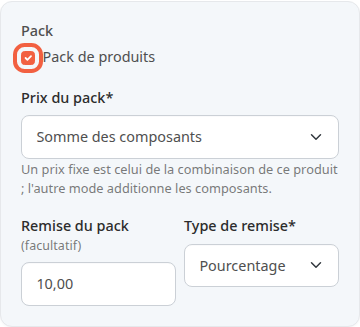 Pack
Pack de produits
Prix du pack*
Somme des composants
Un prix fixe est celui de la combinaison de ce produit
; l'autre mode additionne les composants.
Remise du pack
(facultatif)
Type de remise*
10,00
Pourcentage